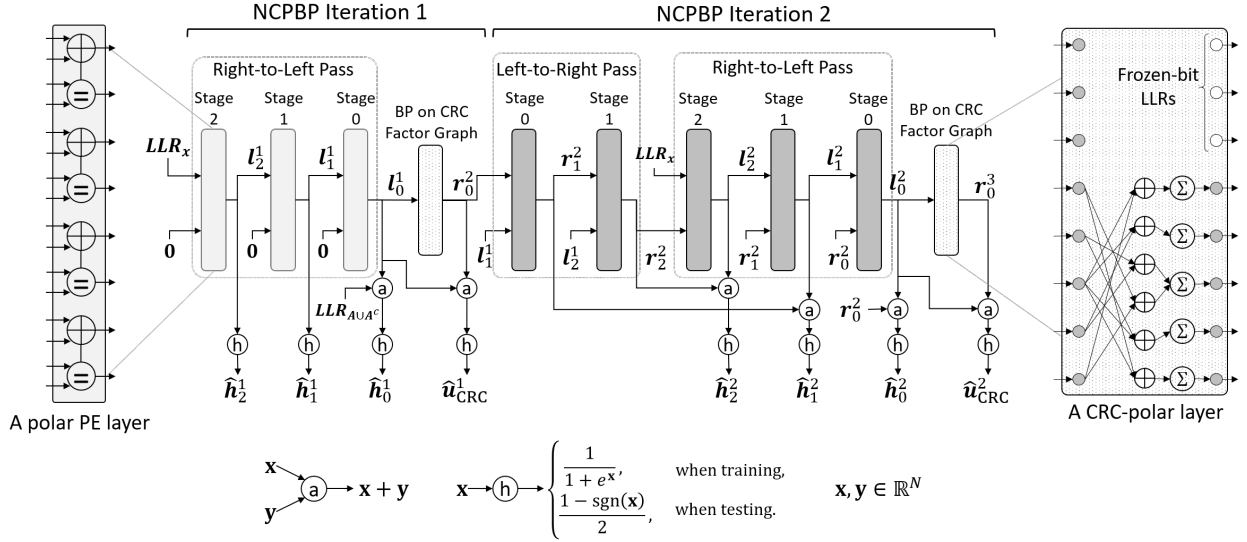 NCPBP Iteration 1
NCPBP Iteration 2
Right-to-Left Pass
Left-to-Right Pass
Right-to-Left Pass
Stage 2
Stage 1
Stage 0
BP on CRC
Factor Graph
Stage 0
Stage 1
Stage 2
Stage 1
Stage 0
BP on CRC
Factor Graph
Frozen-bit
LLRs
+
=
+
=
+
=
+
=
LLR_x
l_2^1
l_1^1
l_0^1
r_0^2
r_1^2
LLR_x
l_2^2
l_1^2
l_0^2
r_0^3
0
0
0
l_1^1
l_2^1
r_2^2
r_1^2
r_0^2
+ Σ
+ Σ
+ Σ
+ Σ
+ Σ
+
LLR_{A∪A^c}
a
a
a
a
r_0^2
a
a
h
h
h
h
h
h
h
h
ĥ_2^1
ĥ_1^1
ĥ_0^1
û_CRC^1
ĥ_2^2
ĥ_1^2
ĥ_0^2
û_CRC^2
A polar PE layer
A CRC-polar layer
x
y
a
x + y
x
h
1 / (1 + e^x), when training,
(1 − sgn(x)) / 2, when testing.
x, y ∈ ℝ^N